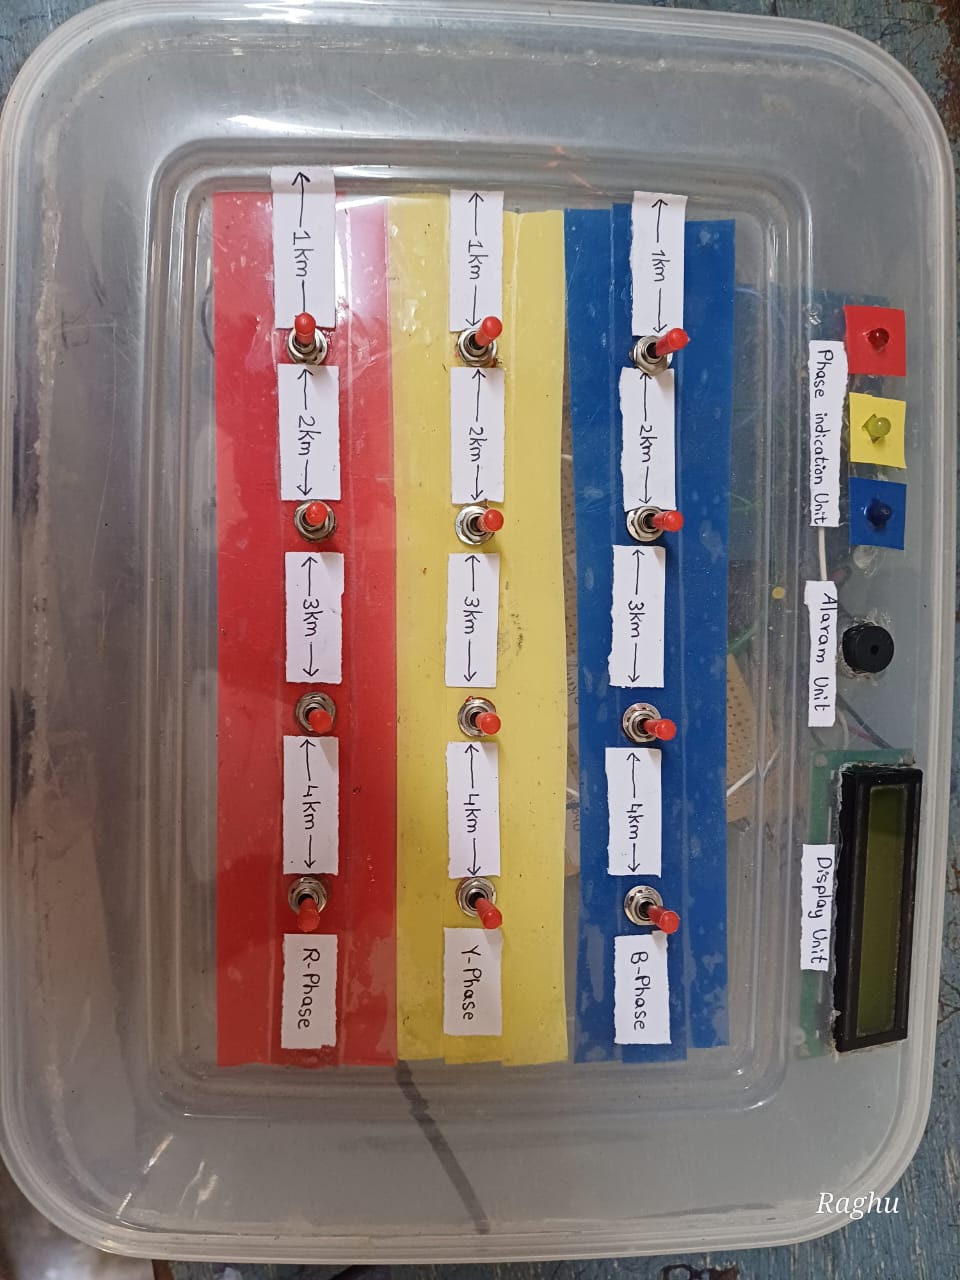 1km
2km
3km
4km
R-Phase
1km
2km
3km
4km
Y-Phase
1km
2km
3km
4km
B-Phase
Phase indication Unit
Alaram Unit
Display Unit
Raghu